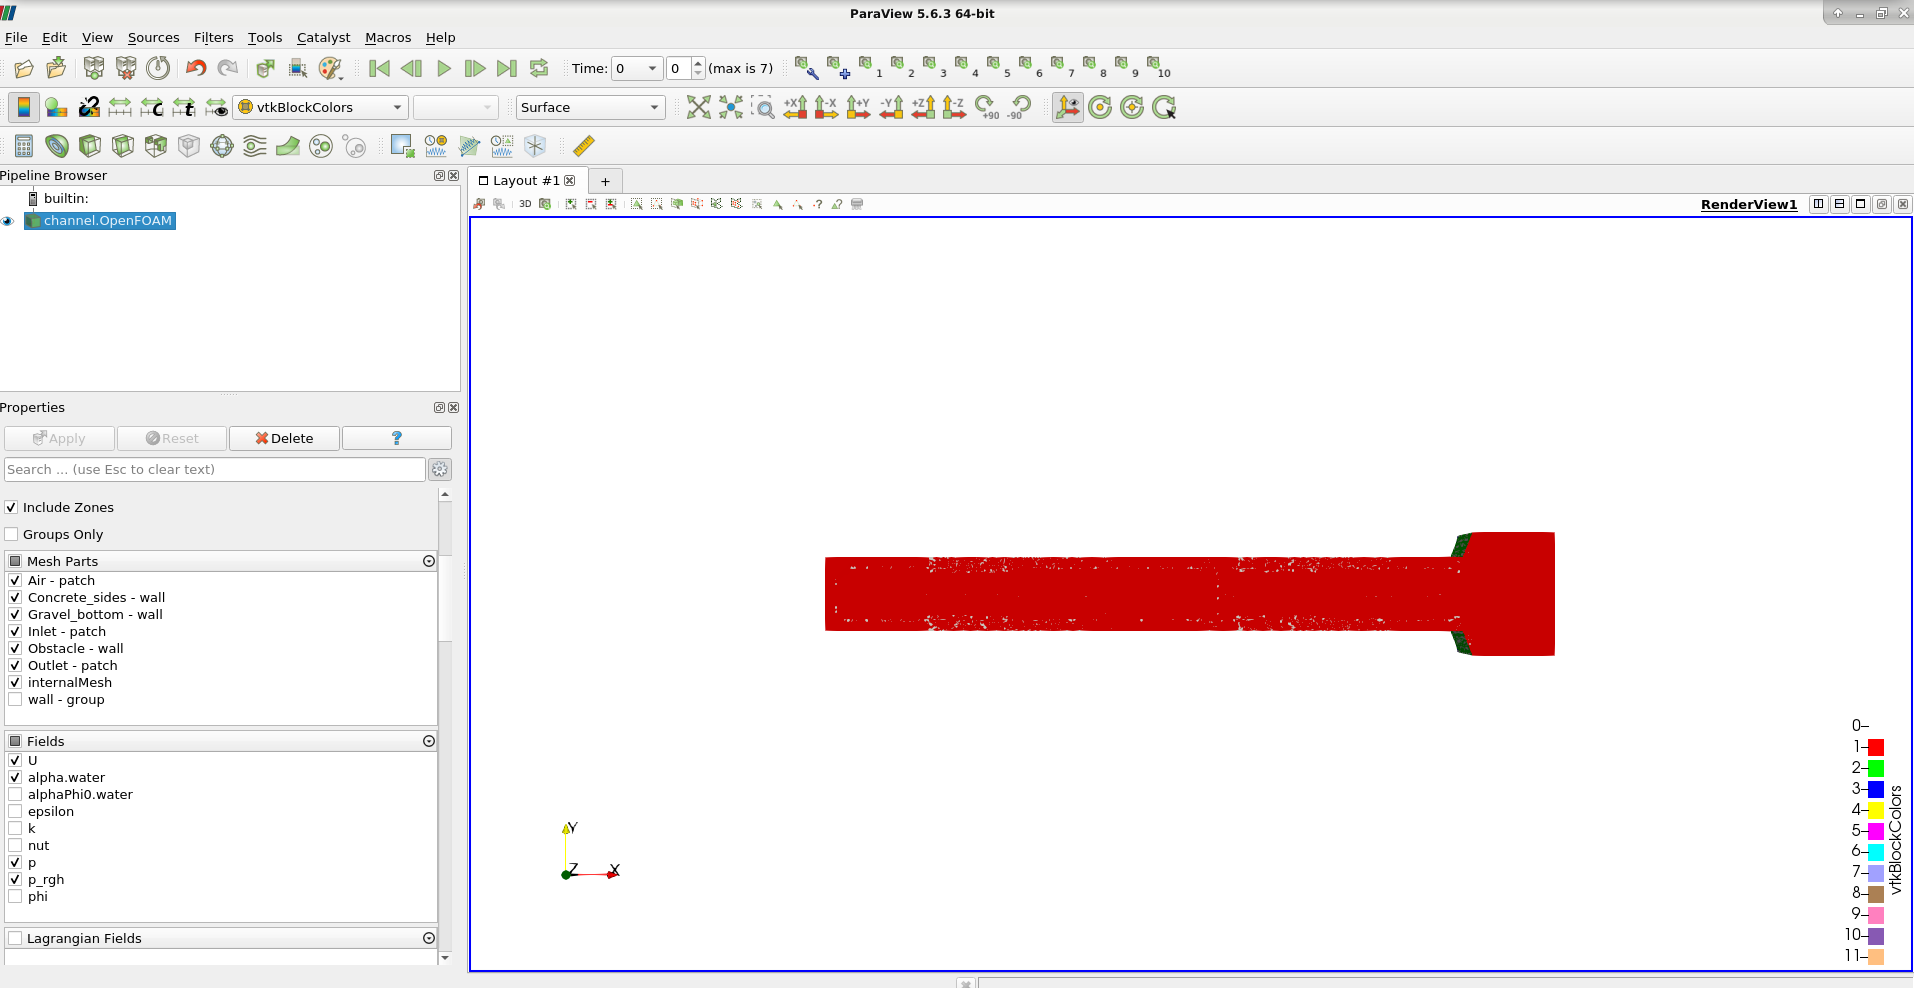 ParaView 5.6.3 64-bit
File Edit View Sources Filters Tools Catalyst Macros Help
Time: 0 0 (max is 7) 1 2 3 4 5 6 7 8 9 10
vtkBlockColors Surface +X -X +Y -Y +Z -Z +90 -90
Pipeline Browser
Layout #1 +
builtin:
channel.OpenFOAM
3D RenderView1
Properties
Apply Reset Delete ?
Search ... (use Esc to clear text)
Include Zones
Groups Only
Mesh Parts
Air - patch
Concrete_sides - wall
Gravel_bottom - wall
Inlet - patch
Obstacle - wall
Outlet - patch
internalMesh
wall - group
Fields
U
alpha.water
alphaPhi0.water
epsilon
k
nut
p
p_rgh
phi
Lagrangian Fields
Y
Z X
0
1
2
3
4
5
6
7
8
9
10
11
vtkBlockColors